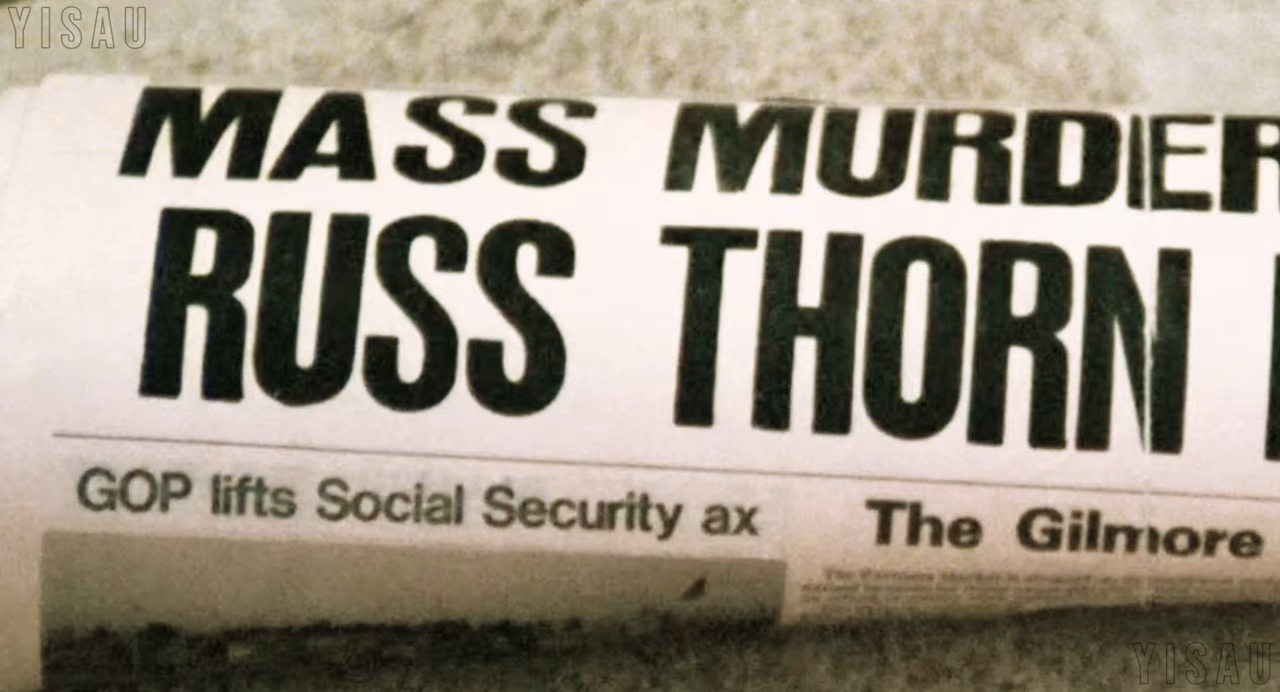 YISAU
MASS MURDER
RUSS THORN
GOP lifts Social Security ax
The Gilmore
YISAU